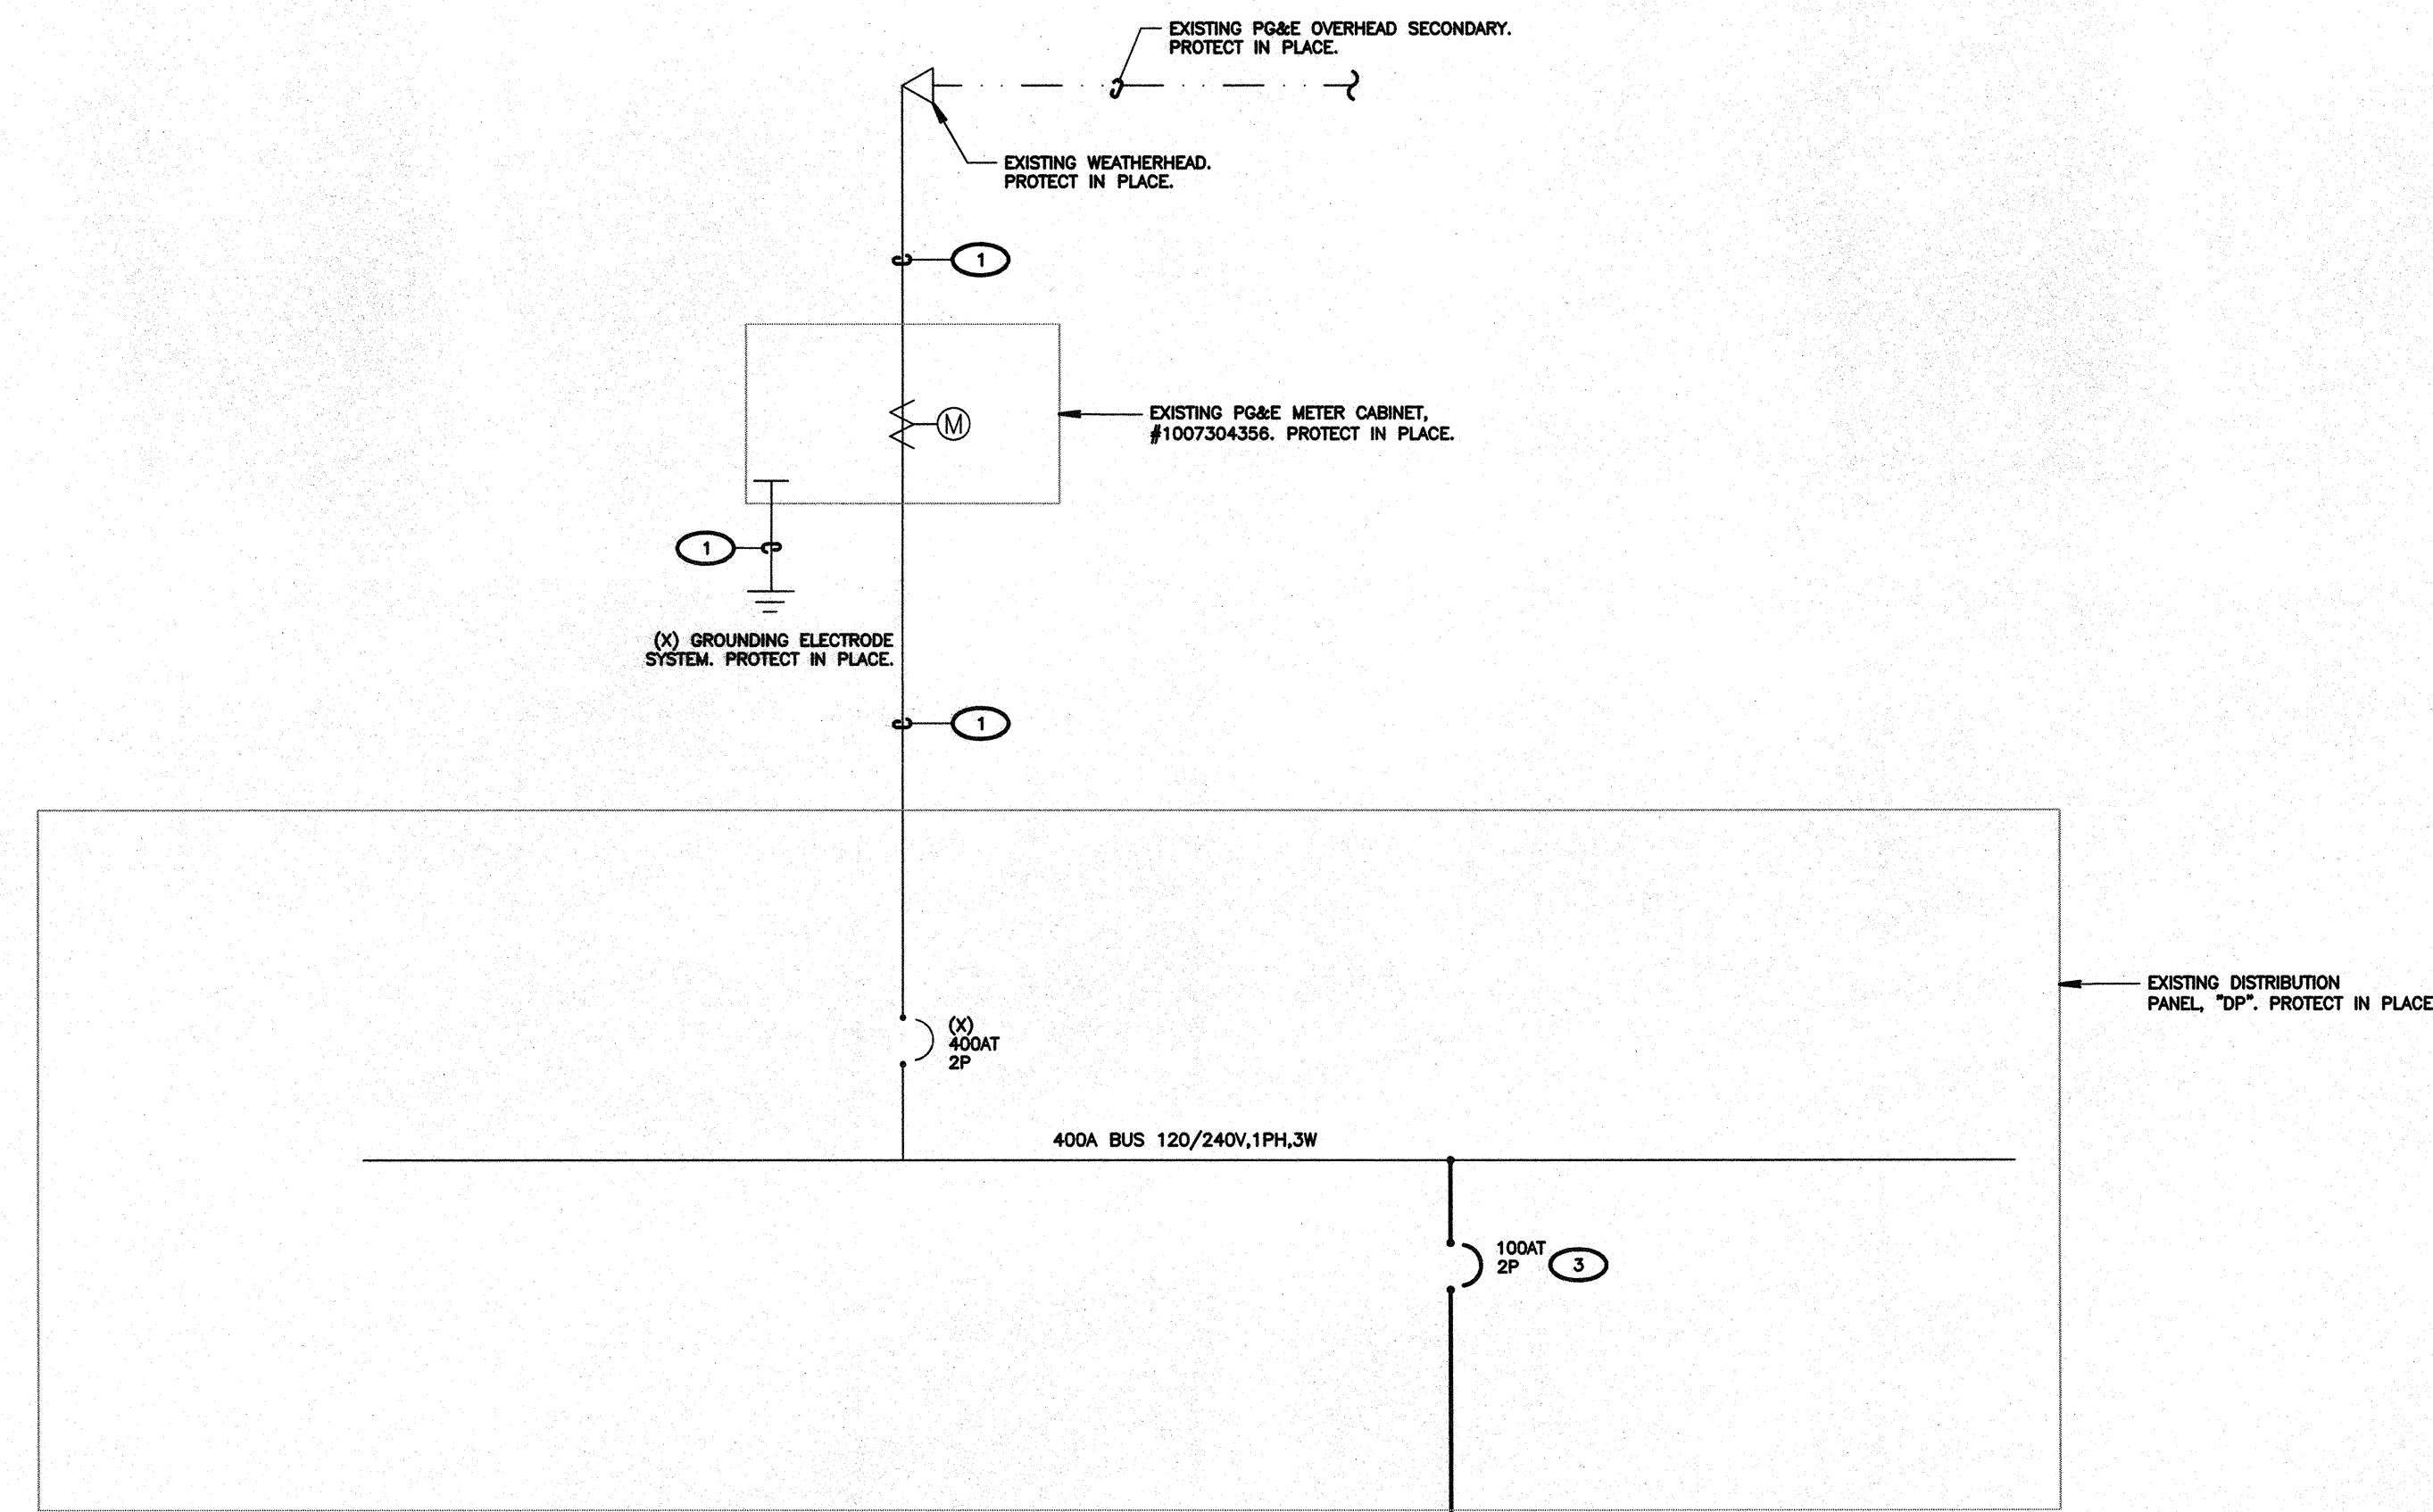 EXISTING PG&E OVERHEAD SECONDARY.
PROTECT IN PLACE.
EXISTING WEATHERHEAD.
PROTECT IN PLACE.
1
M
EXISTING PG&E METER CABINET,
#1007304356. PROTECT IN PLACE.
1
(X) GROUNDING ELECTRODE
SYSTEM. PROTECT IN PLACE.
1
EXISTING DISTRIBUTION
PANEL, "DP". PROTECT IN PLACE
(X)
400AT
2P
400A BUS 120/240V,1PH,3W
100AT
2P
3